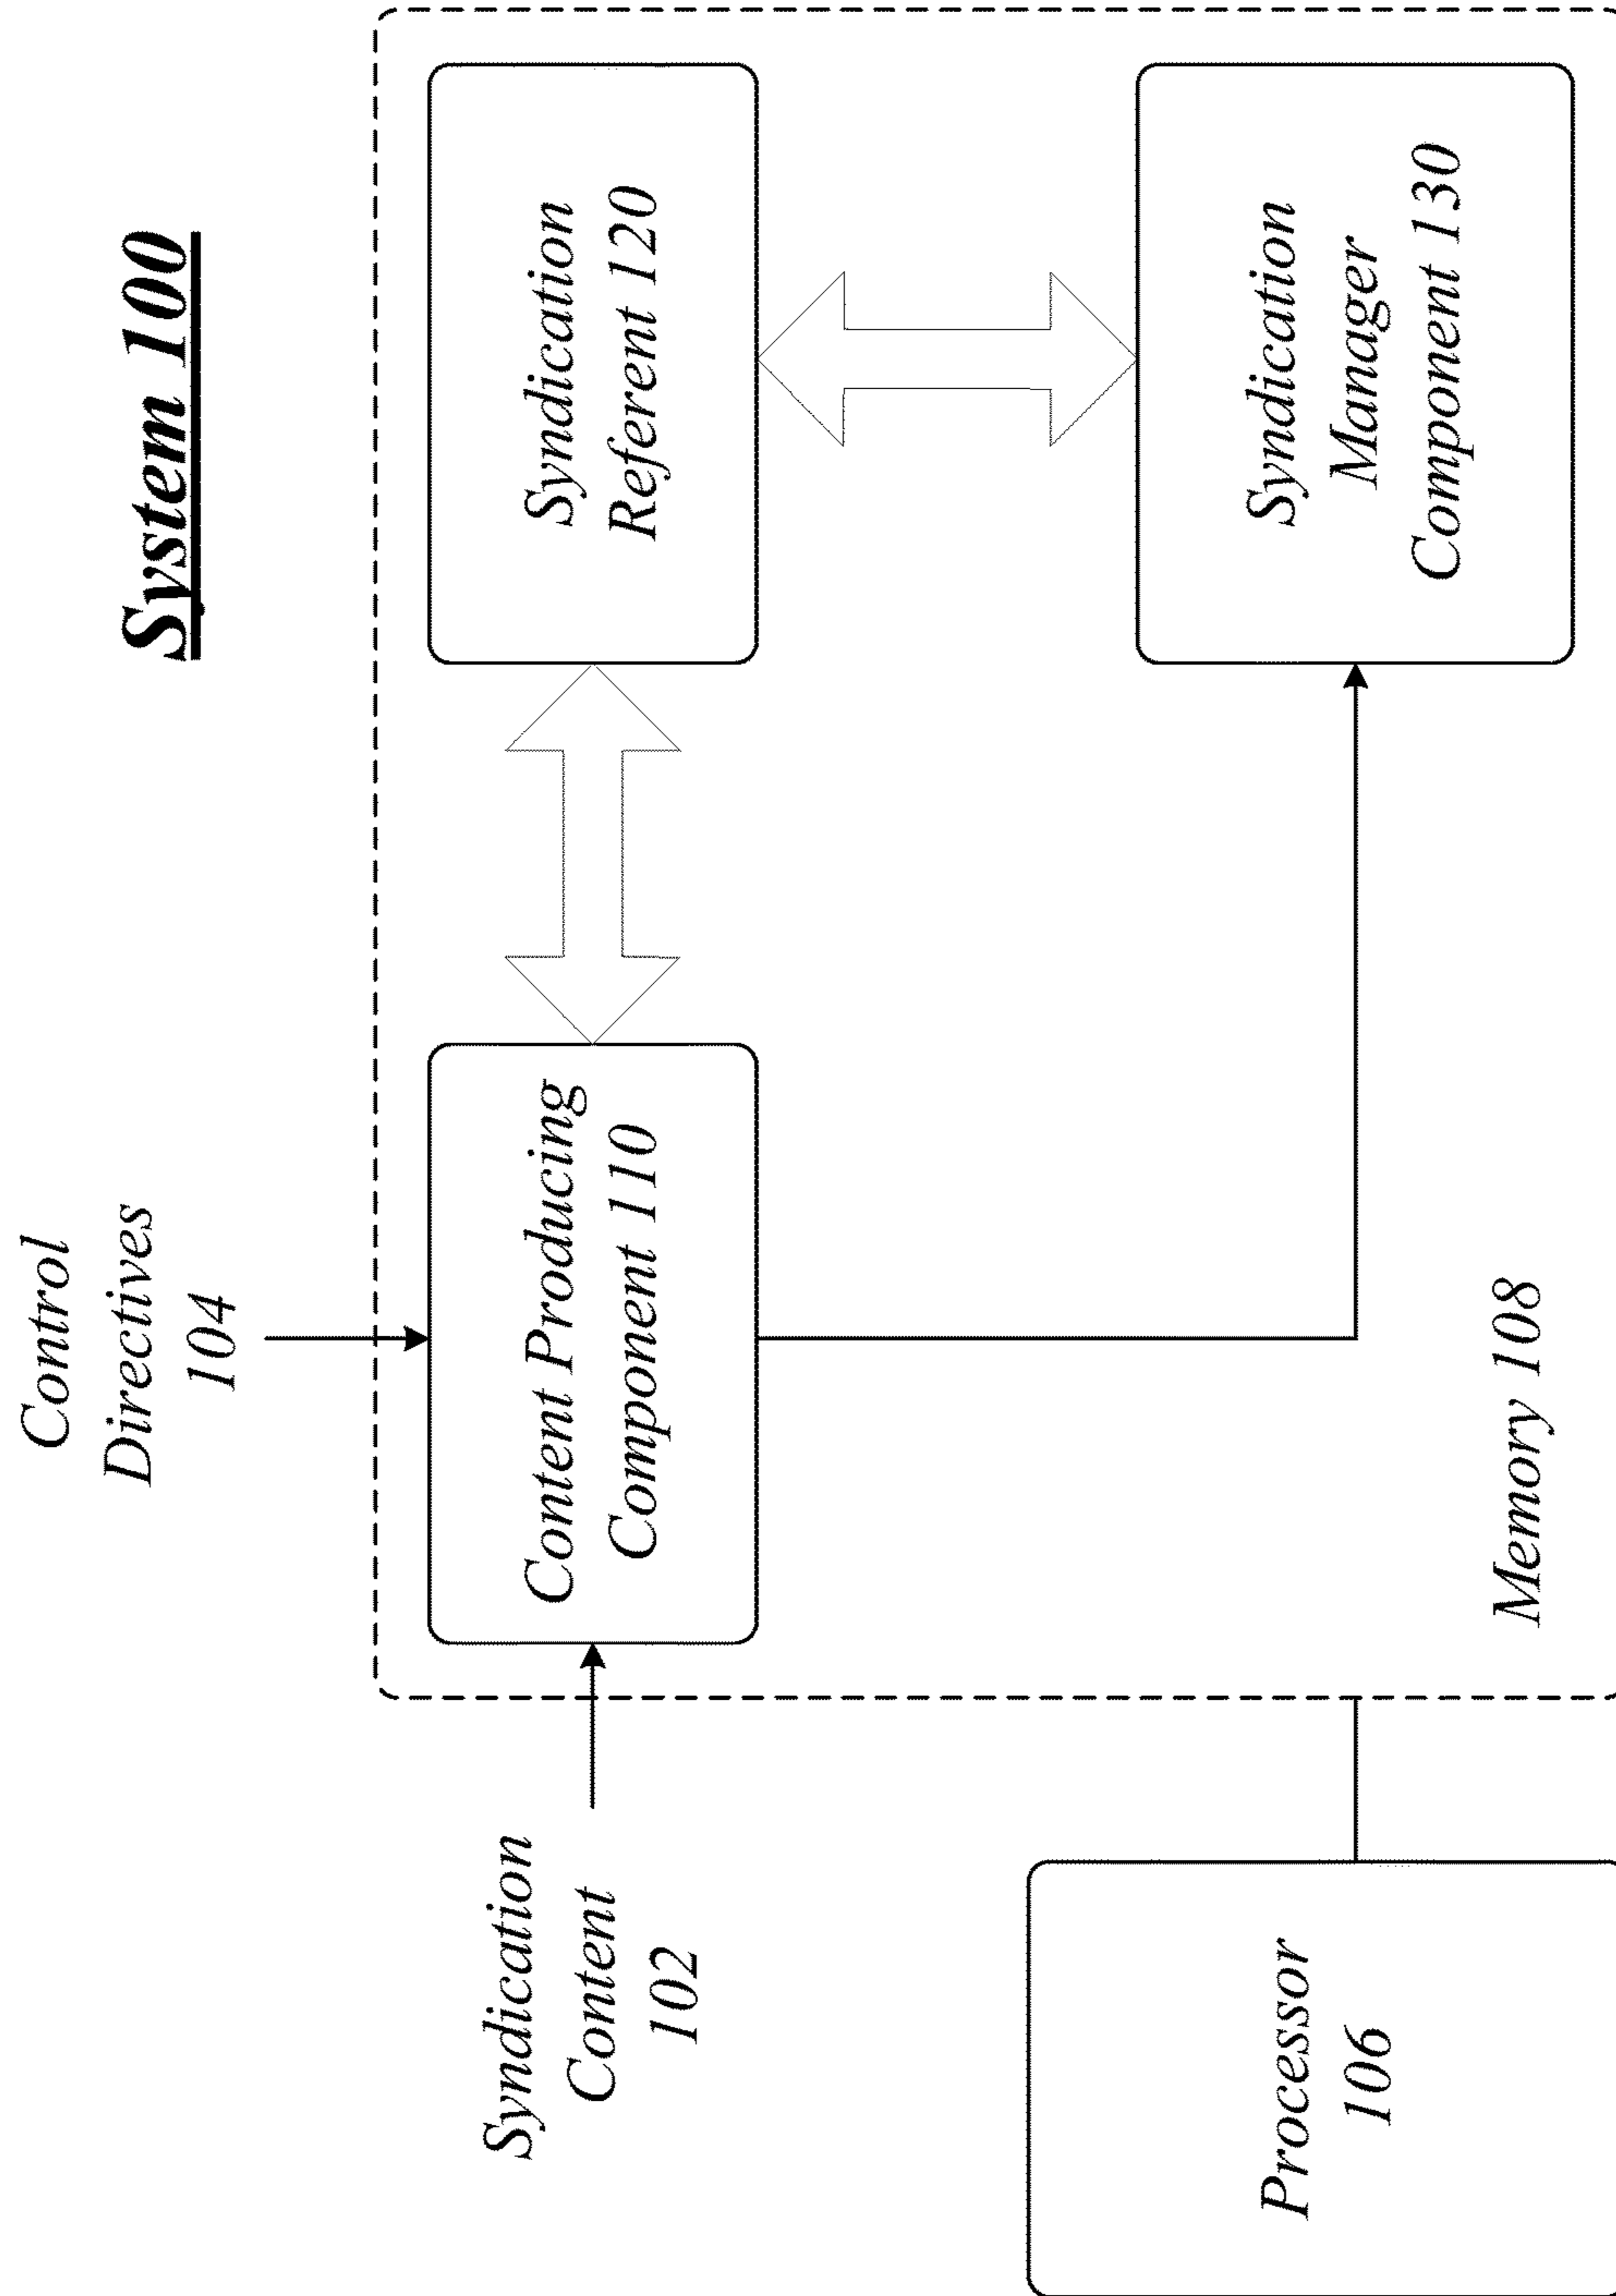 System 100
Control
Directives
104
Syndication
Content
102
Content Producing
Component 110
Syndication
Referent 120
Processor
106
Memory 108
Syndication
Manager
Component 130